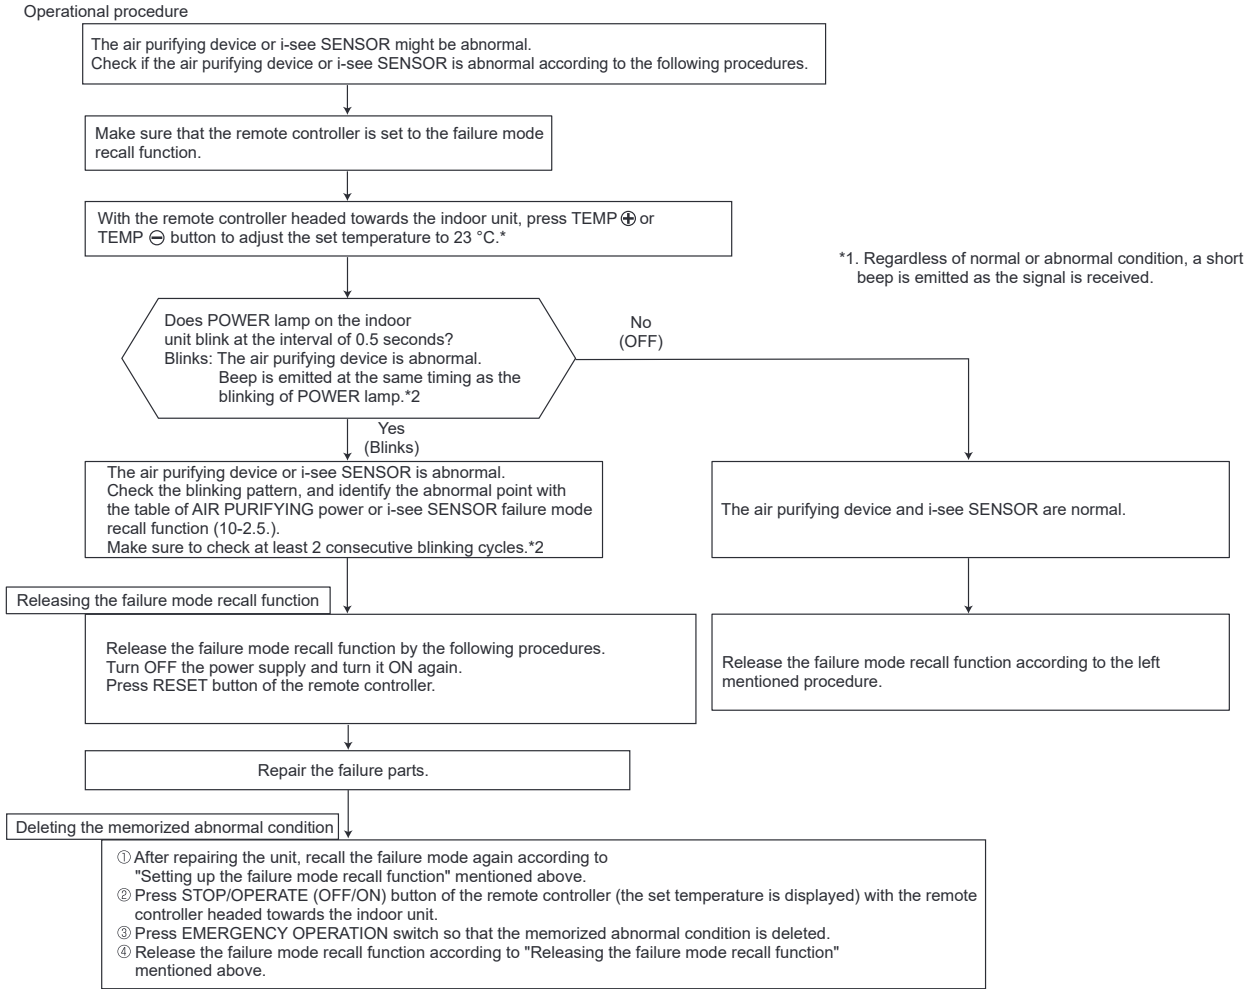 Operational procedure
The air purifying device or i-see SENSOR might be abnormal.
Check if the air purifying device or i-see SENSOR is abnormal according to the following procedures.
Make sure that the remote controller is set to the failure mode
recall function.
With the remote controller headed towards the indoor unit, press TEMP ⊕ or
TEMP ⊖ button to adjust the set temperature to 23 °C.*
*1. Regardless of normal or abnormal condition, a short
beep is emitted as the signal is received.
Does POWER lamp on the indoor
unit blink at the interval of 0.5 seconds?
Blinks: The air purifying device is abnormal.
Beep is emitted at the same timing as the
blinking of POWER lamp.*2
No
(OFF)
Yes
(Blinks)
The air purifying device or i-see SENSOR is abnormal.
Check the blinking pattern, and identify the abnormal point with
the table of AIR PURIFYING power or i-see SENSOR failure mode
recall function (10-2.5.).
Make sure to check at least 2 consecutive blinking cycles.*2
The air purifying device and i-see SENSOR are normal.
Releasing the failure mode recall function
Release the failure mode recall function by the following procedures.
Turn OFF the power supply and turn it ON again.
Press RESET button of the remote controller.
Release the failure mode recall function according to the left
mentioned procedure.
Repair the failure parts.
Deleting the memorized abnormal condition
① After repairing the unit, recall the failure mode again according to
"Setting up the failure mode recall function" mentioned above.
② Press STOP/OPERATE (OFF/ON) button of the remote controller (the set temperature is displayed) with the remote
controller headed towards the indoor unit.
③ Press EMERGENCY OPERATION switch so that the memorized abnormal condition is deleted.
④ Release the failure mode recall function according to "Releasing the failure mode recall function"
mentioned above.